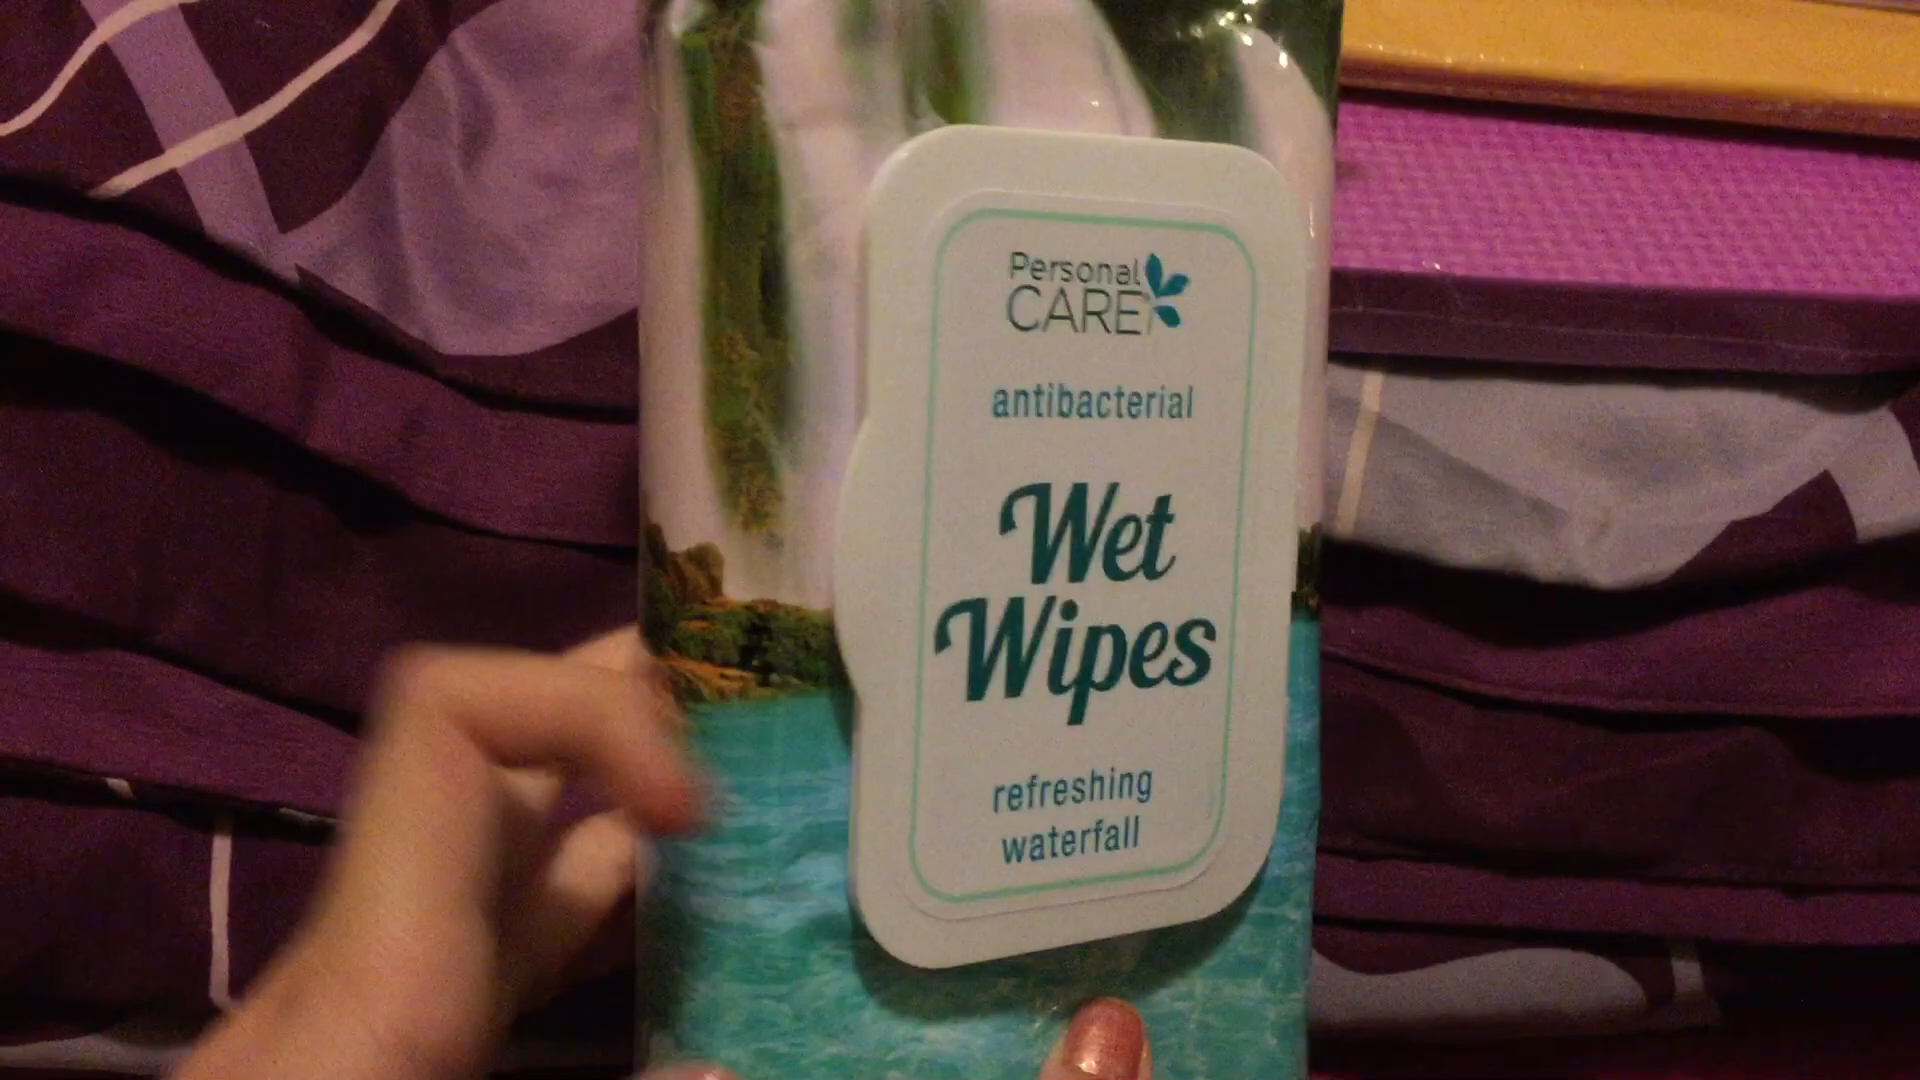 Personal
CARE
antibacterial
Wet
Wipes
refreshing
waterfall